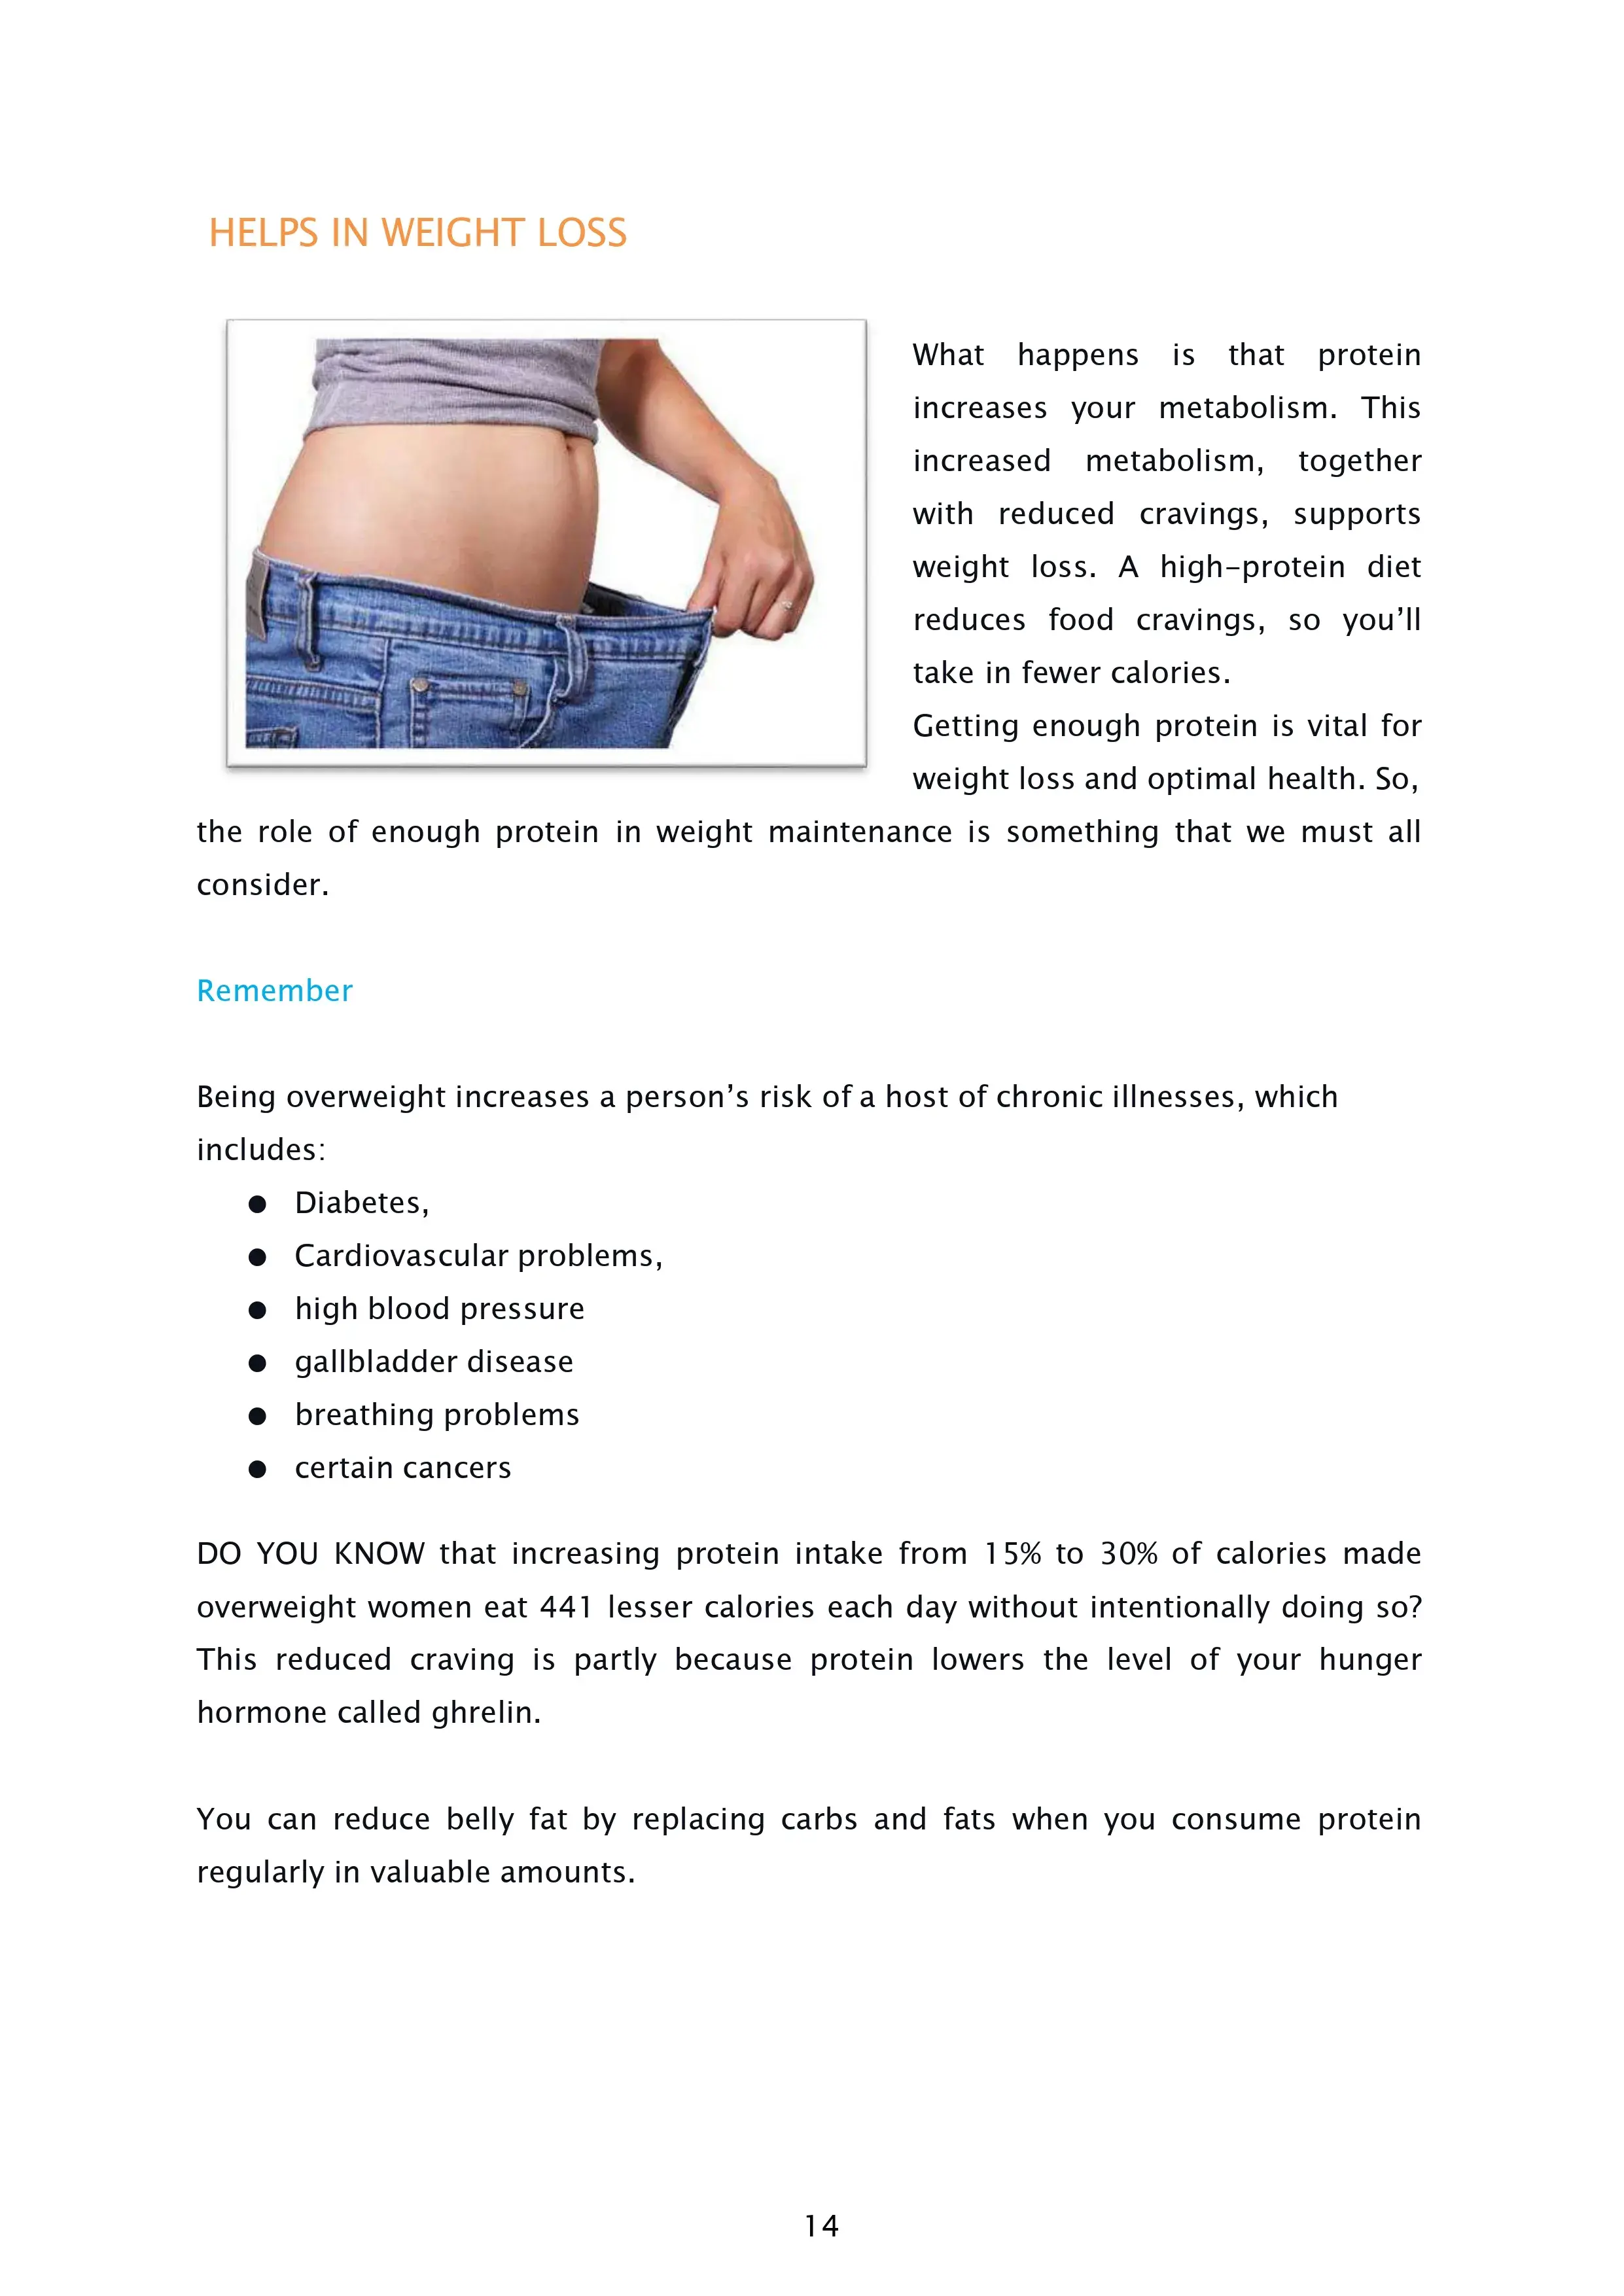 HELPS IN WEIGHT LOSS
What happens is that protein
increases your metabolism. This
increased metabolism, together
with reduced cravings, supports
weight loss. A high-protein diet
reduces food cravings, so you’ll
take in fewer calories.
Getting enough protein is vital for
weight loss and optimal health. So,
the role of enough protein in weight maintenance is something that we must all
consider.
Remember
Being overweight increases a person’s risk of a host of chronic illnesses, which
includes:
● Diabetes,
● Cardiovascular problems,
● high blood pressure
● gallbladder disease
● breathing problems
● certain cancers
DO YOU KNOW that increasing protein intake from 15% to 30% of calories made
overweight women eat 441 lesser calories each day without intentionally doing so?
This reduced craving is partly because protein lowers the level of your hunger
hormone called ghrelin.
You can reduce belly fat by replacing carbs and fats when you consume protein
regularly in valuable amounts.
14